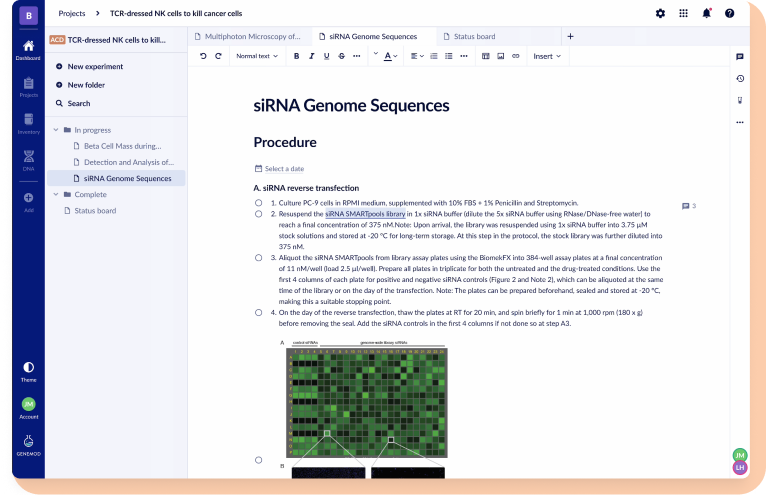 B
Projects
TCR-dressed NK cells to kill cancer cells
Dashboard
Projects
Inventory
DNA
Add
Theme
JM
Account
GENEMOD
ACD TCR-dressed NK cells to kill...
New experiment
New folder
Search
In progress
Beta Cell Mass during...
Detection and Analysis of...
siRNA Genome Sequences
Complete
Status board
Multiphoton Microscopy of...
siRNA Genome Sequences
Status board
Normal text
B I U S A
Insert
siRNA Genome Sequences
Procedure
Select a date
A. siRNA reverse transfection
1. Culture PC-9 cells in RPMI medium, supplemented with 10% FBS + 1% Penicillin and Streptomycin.
2. Resuspend the siRNA SMARTpools library in 1x siRNA buffer (dilute the 5x siRNA buffer using RNase/DNase-free water) to
reach a final concentration of 375 nM.Note: Upon arrival, the library was resuspended using 1x siRNA buffer into 3.75 μM
stock solutions and stored at -20 °C for long-term storage. At this step in the protocol, the stock library was further diluted into
375 nM.
3
3. Aliquot the siRNA SMARTpools from library assay plates using the BiomekFX into 384-well assay plates at a final concentration
of 11 nM/well (load 2.5 μl/well). Prepare all plates in triplicate for both the untreated and the drug-treated conditions. Use the
first 4 columns of each plate for positive and negative siRNA controls (Figure 2 and Note 2), which can be aliquoted at the same
time of the library or on the day of the transfection. Note: The plates can be prepared beforehand, sealed and stored at -20 °C,
making this a suitable stopping point.
4. On the day of the reverse transfection, thaw the plates at RT for 20 min, and spin briefly for 1 min at 1,000 rpm (180 x g)
before removing the seal. Add the siRNA controls in the first 4 columns if not done so at step A3.
A
control siRNAs
genome-wide library siRNAs
B
JM
LH